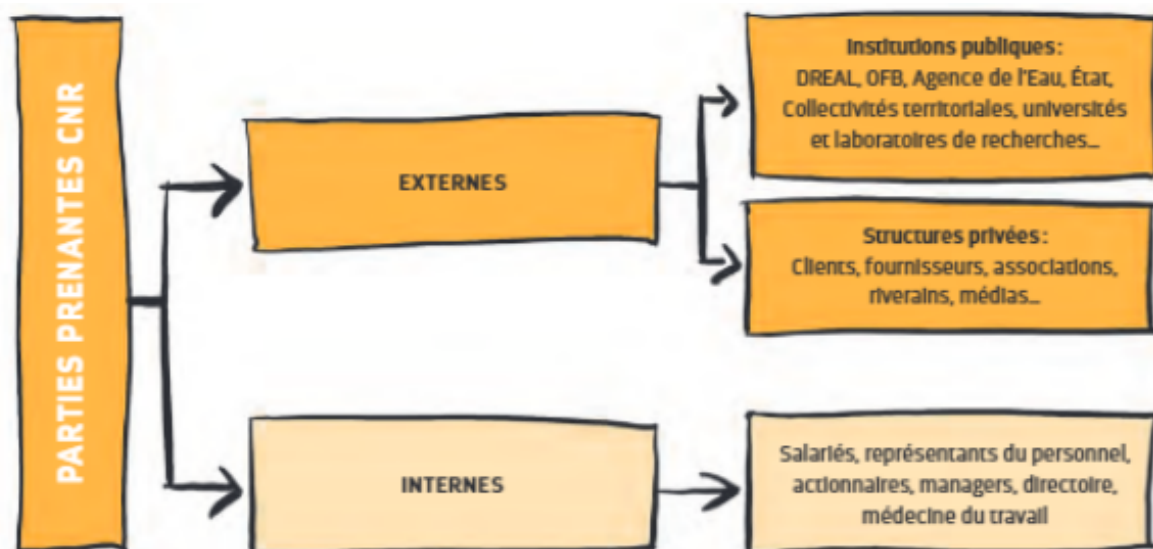 PARTIES PRENANTES CNR
EXTERNES
Institutions publiques :
DREAL, OFB, Agence de l'Eau, État,
Collectivités territoriales, universités
et laboratoires de recherches...
Structures privées :
Clients, fournisseurs, associations,
riverains, médias...
INTERNES
Salariés, représentants du personnel,
actionnaires, managers, directoire,
médecine du travail